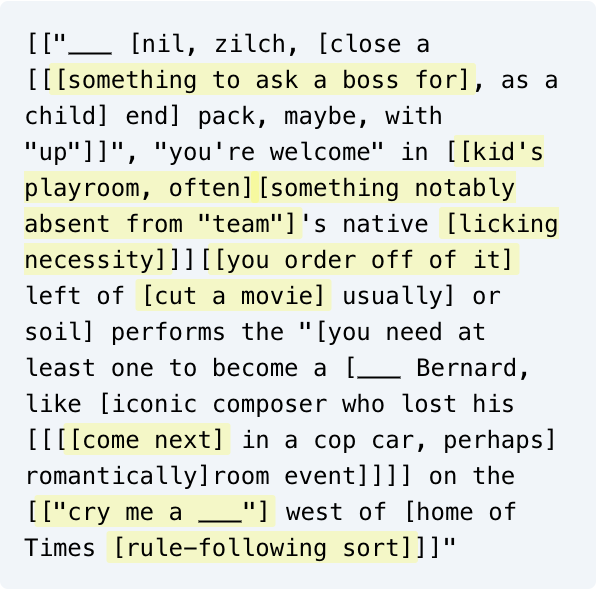 [["___ [nil, zilch, [close a
[[[something to ask a boss for], as a
child] end] pack, maybe, with
"up"]]", "you're welcome" in [[kid's
playroom, often][something notably
absent from "team"]'s native [licking
necessity]]][[you order off of it]
left of [cut a movie] usually] or
soil] performs the "[you need at
least one to become a [___ Bernard,
like [iconic composer who lost his
[[[[come next] in a cop car, perhaps]
romantically]room event]]]] on the
[["cry me a ___"] west of [home of
Times [rule-following sort]]]"